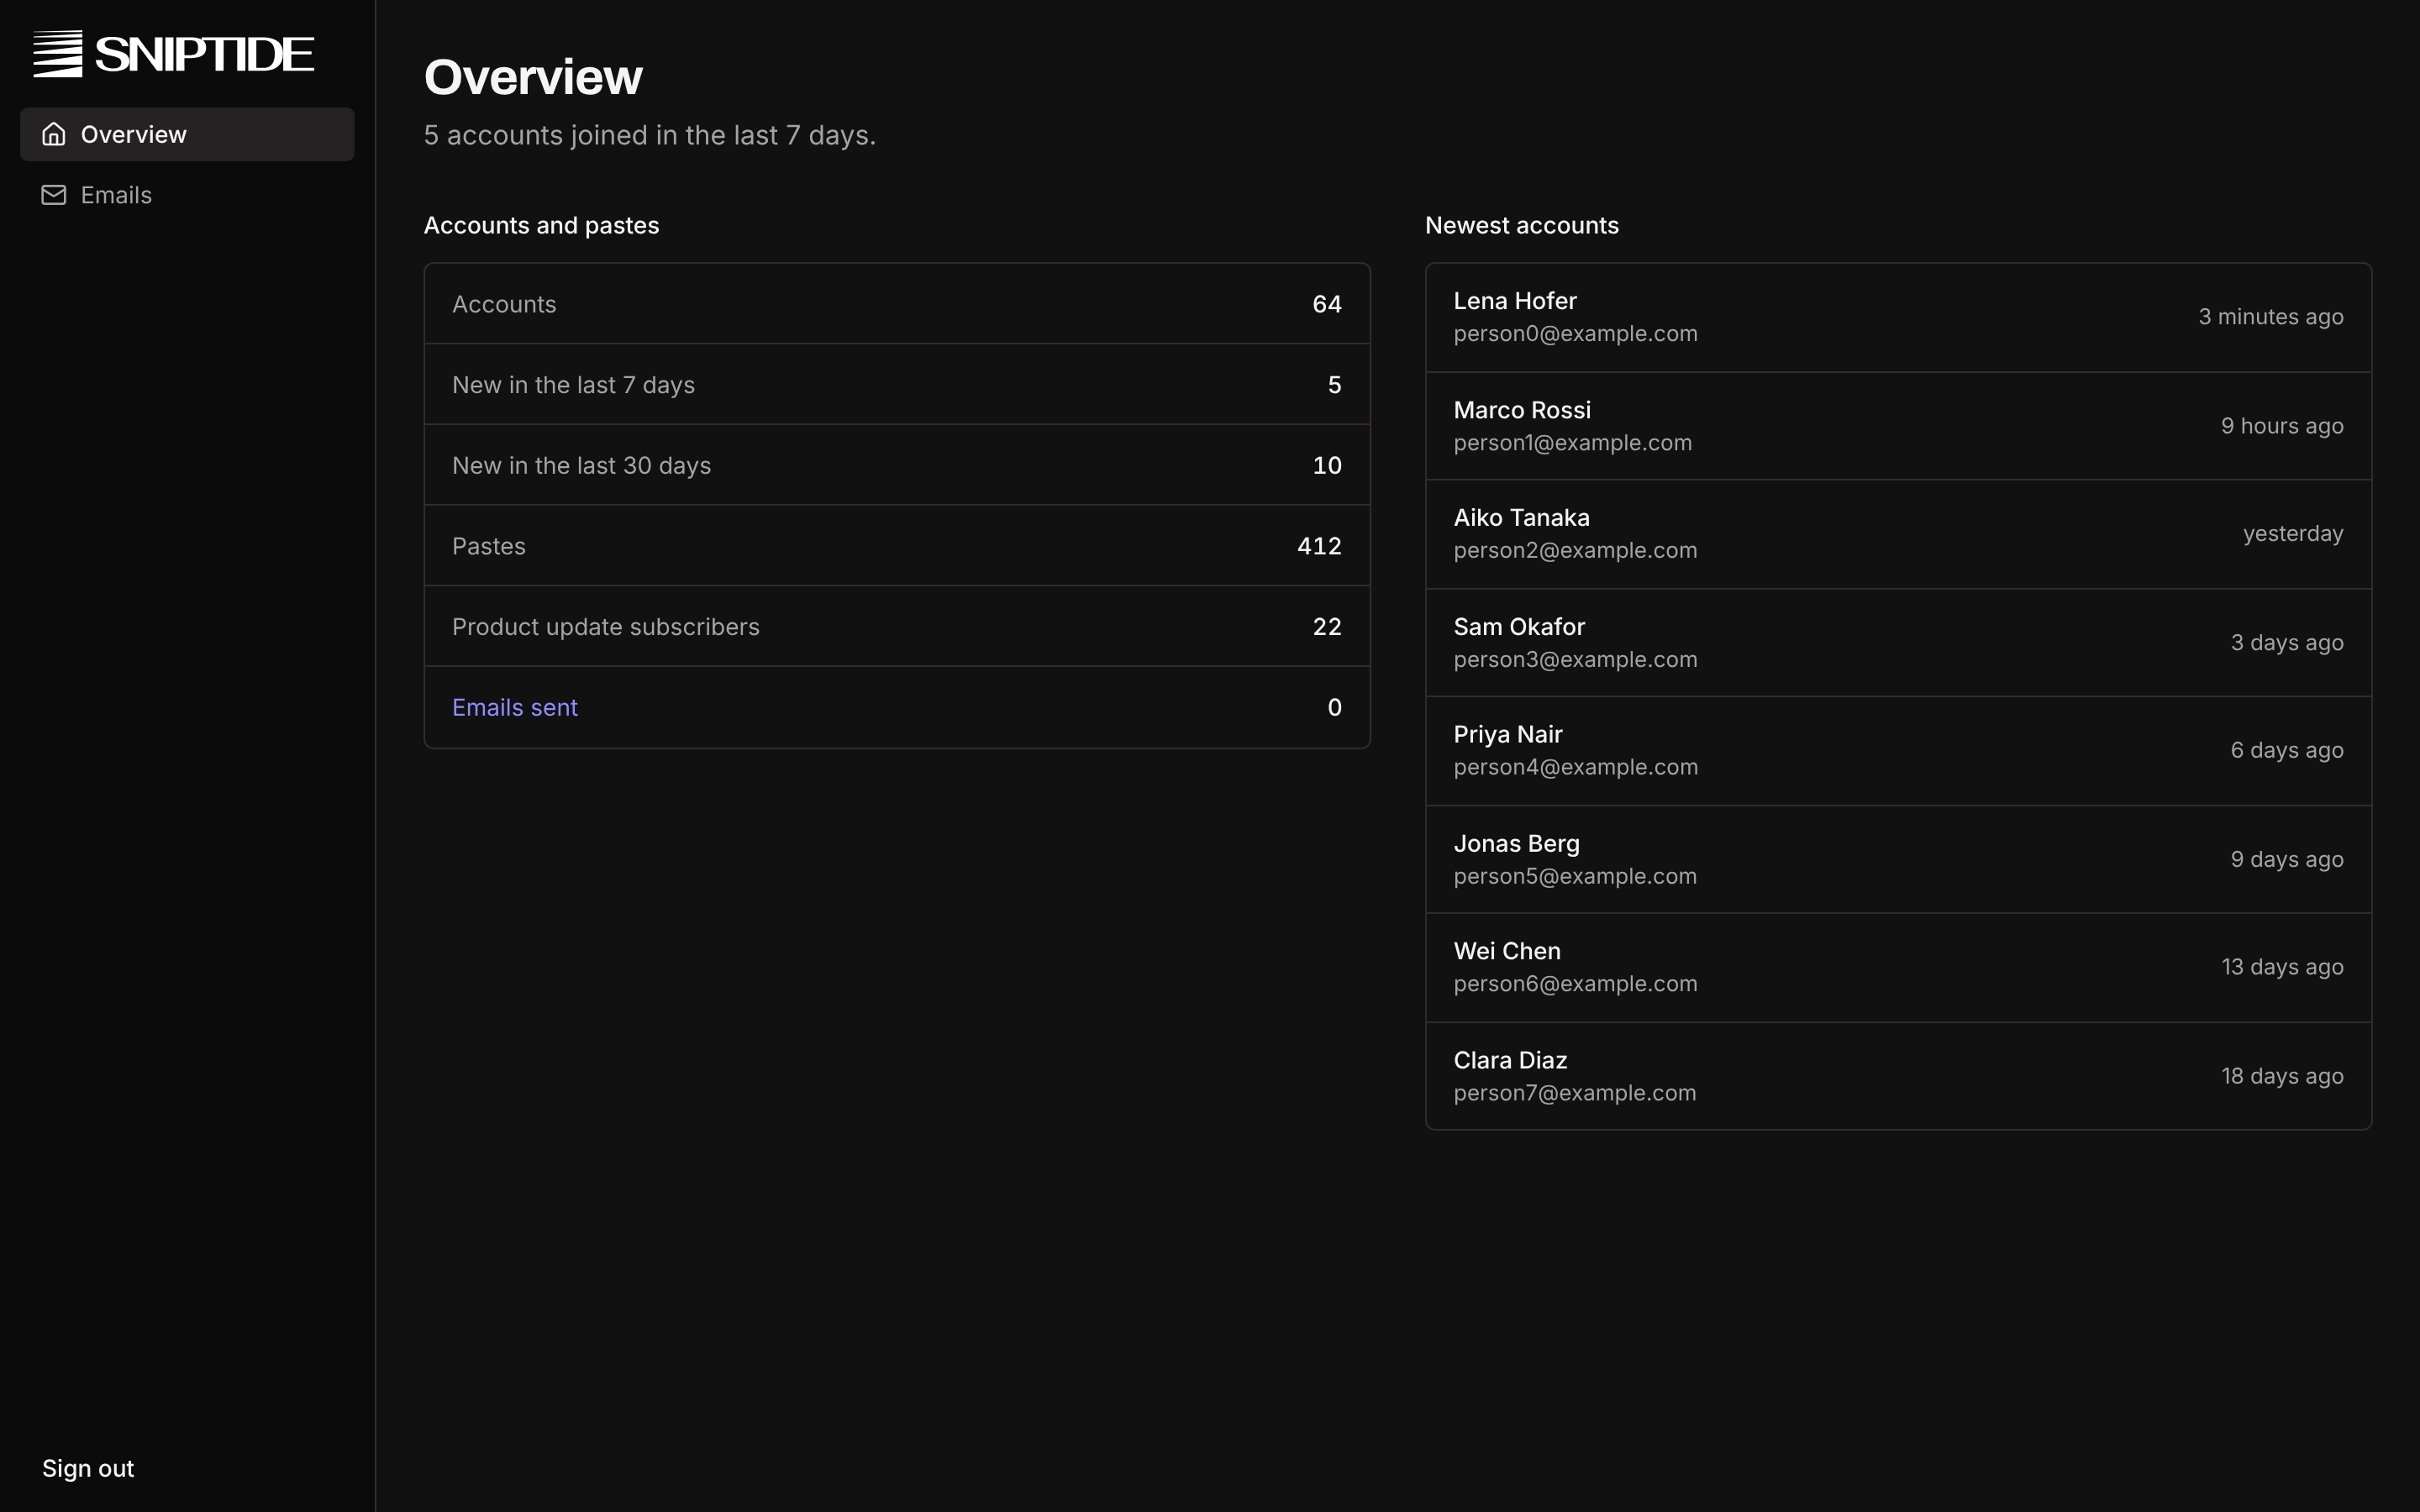 SNIPTIDE
Overview
Emails
Sign out
Overview
5 accounts joined in the last 7 days.
Accounts and pastes
Accounts 64
New in the last 7 days 5
New in the last 30 days 10
Pastes 412
Product update subscribers 22
Emails sent 0
Newest accounts
Lena Hofer
person0@example.com
3 minutes ago
Marco Rossi
person1@example.com
9 hours ago
Aiko Tanaka
person2@example.com
yesterday
Sam Okafor
person3@example.com
3 days ago
Priya Nair
person4@example.com
6 days ago
Jonas Berg
person5@example.com
9 days ago
Wei Chen
person6@example.com
13 days ago
Clara Diaz
person7@example.com
18 days ago